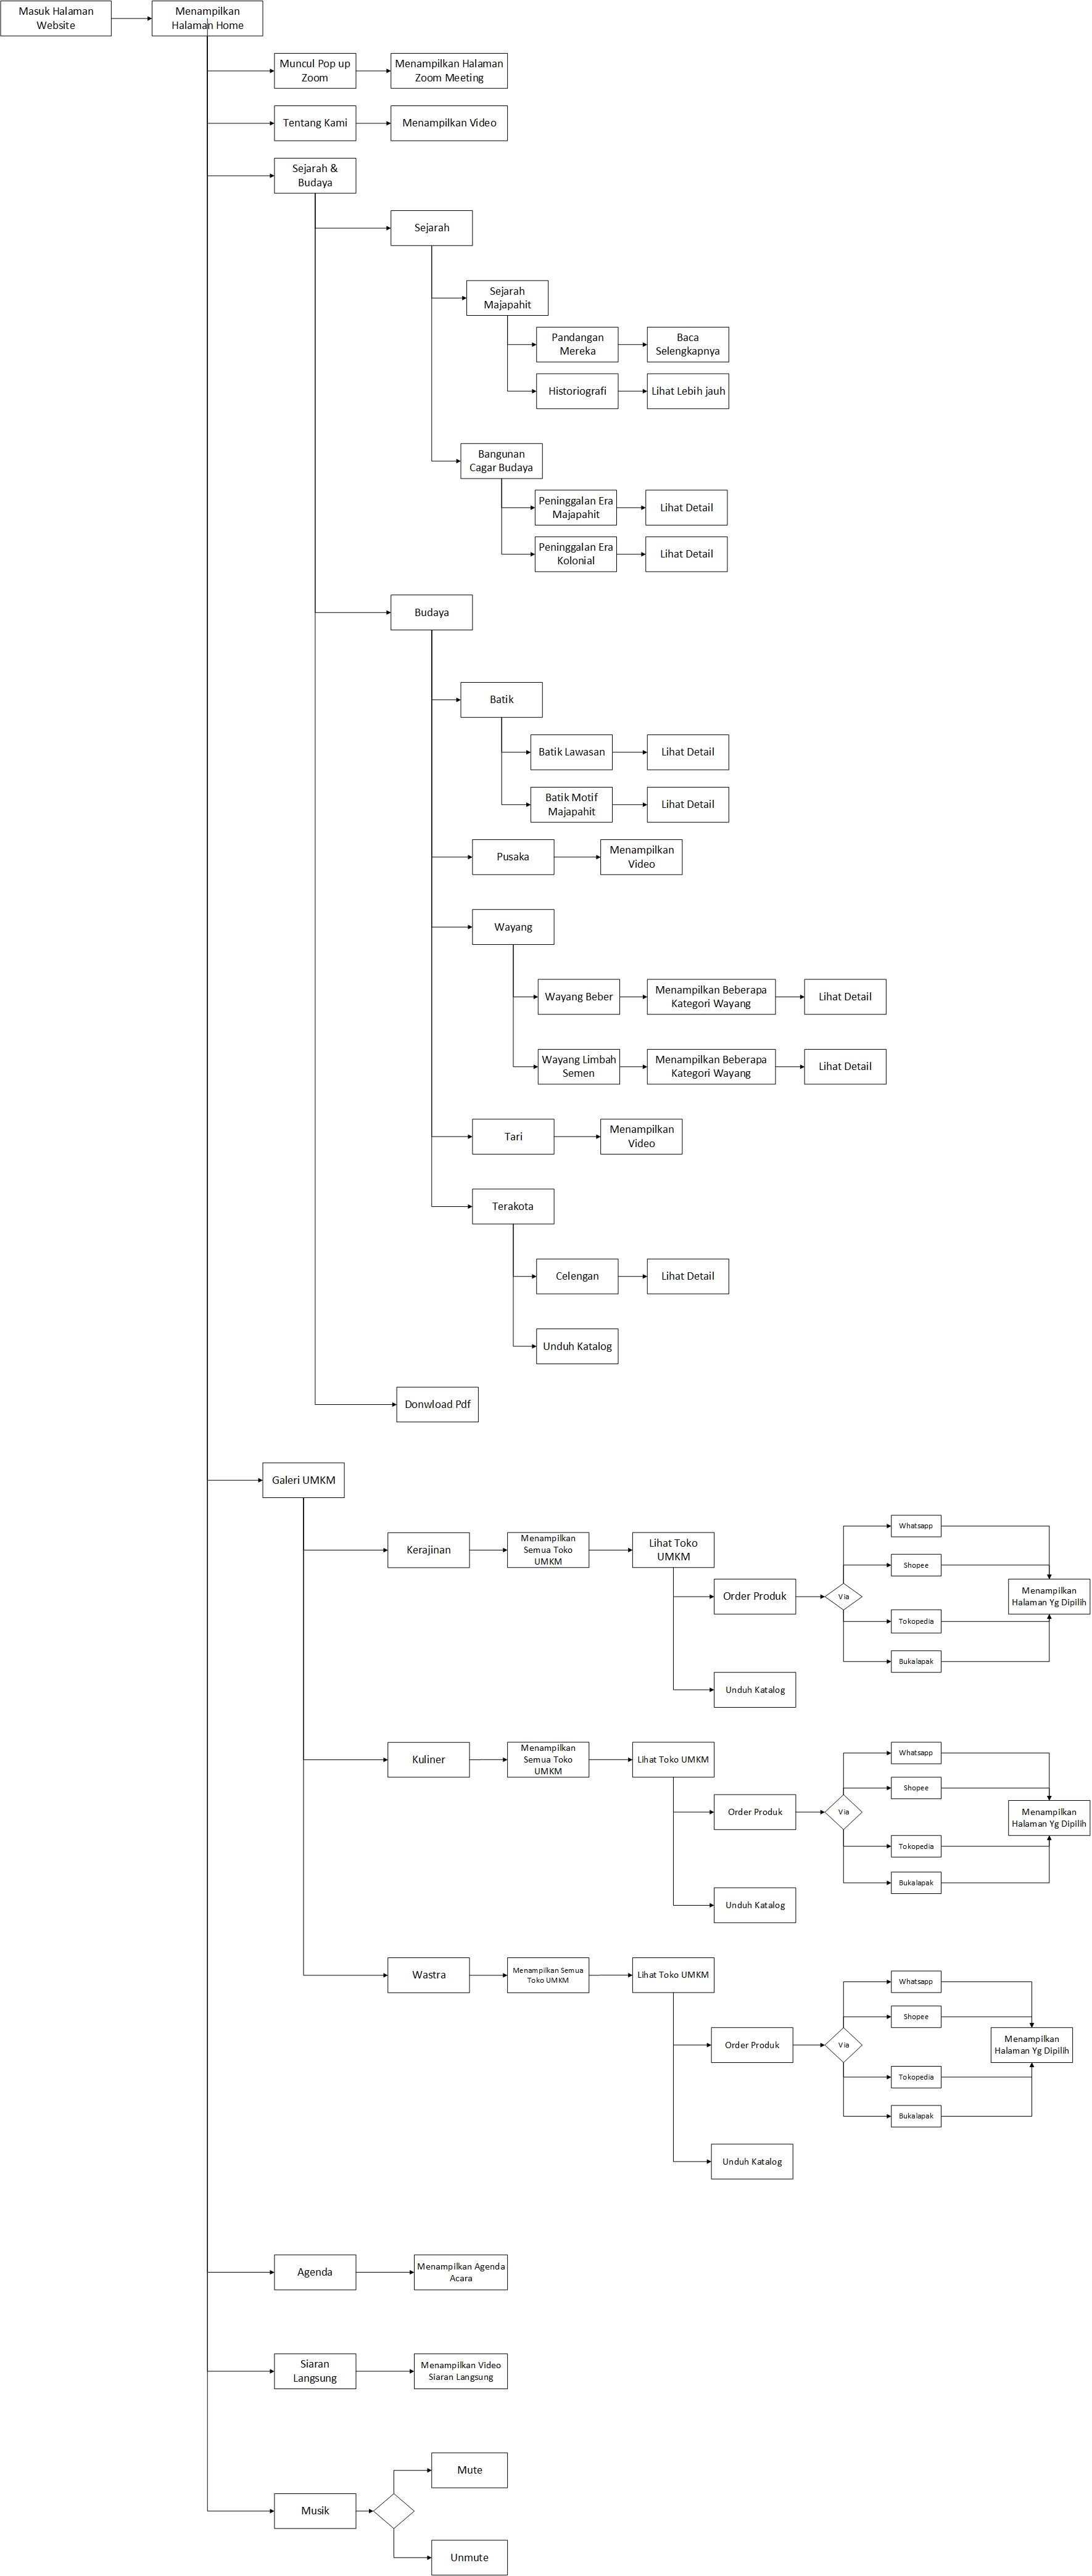 Masuk Halaman
Website
Menampilkan
Halaman Home
Muncul Pop up
Zoom
Menampilkan Halaman
Zoom Meeting
Tentang Kami
Menampilkan Video
Sejarah &
Budaya
Sejarah
Sejarah
Majapahit
Pandangan
Mereka
Baca
Selengkapnya
Historiografi
Lihat Lebih jauh
Bangunan
Cagar Budaya
Peninggalan Era
Majapahit
Lihat Detail
Peninggalan Era
Kolonial
Lihat Detail
Budaya
Batik
Batik Lawasan
Lihat Detail
Batik Motif
Majapahit
Lihat Detail
Pusaka
Menampilkan
Video
Wayang
Wayang Beber
Menampilkan Beberapa
Kategori Wayang
Lihat Detail
Wayang Limbah
Semen
Menampilkan Beberapa
Kategori Wayang
Lihat Detail
Tari
Menampilkan
Video
Terakota
Celengan
Lihat Detail
Unduh Katalog
Donwload Pdf
Galeri UMKM
Kerajinan
Menampilkan
Semua Toko
UMKM
Lihat Toko
UMKM
Order Produk
Via
Whatsapp
Shopee
Tokopedia
Bukalapak
Menampilkan
Halaman Yg Dipilih
Unduh Katalog
Kuliner
Menampilkan
Semua Toko
UMKM
Lihat Toko UMKM
Order Produk
Via
Whatsapp
Shopee
Tokopedia
Bukalapak
Menampilkan
Halaman Yg Dipilih
Unduh Katalog
Wastra
Menampilkan Semua
Toko UMKM
Lihat Toko UMKM
Order Produk
Via
Whatsapp
Shopee
Tokopedia
Bukalapak
Menampilkan
Halaman Yg Dipilih
Unduh Katalog
Agenda
Menampilkan Agenda
Acara
Siaran
Langsung
Menampilkan Video
Siaran Langsung
Musik
Mute
Unmute